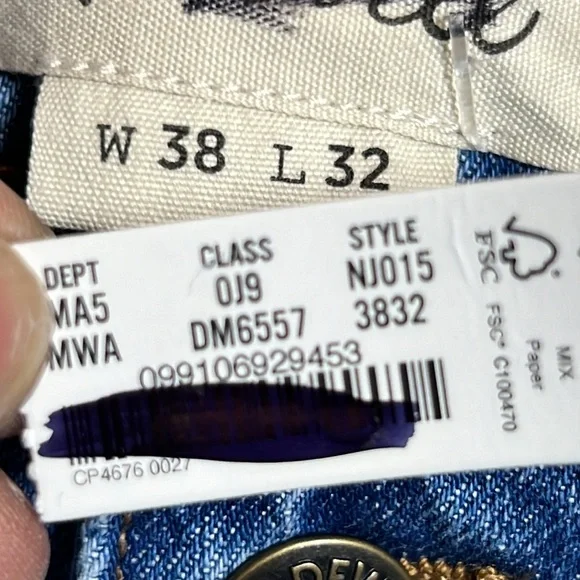 W 38 L 32
DEPT CLASS STYLE
MA5 0J9 NJ015
MWA DM6557 3832
099106929453
CP4676 0027
FSC
FSC® C100470
Paper
MIX